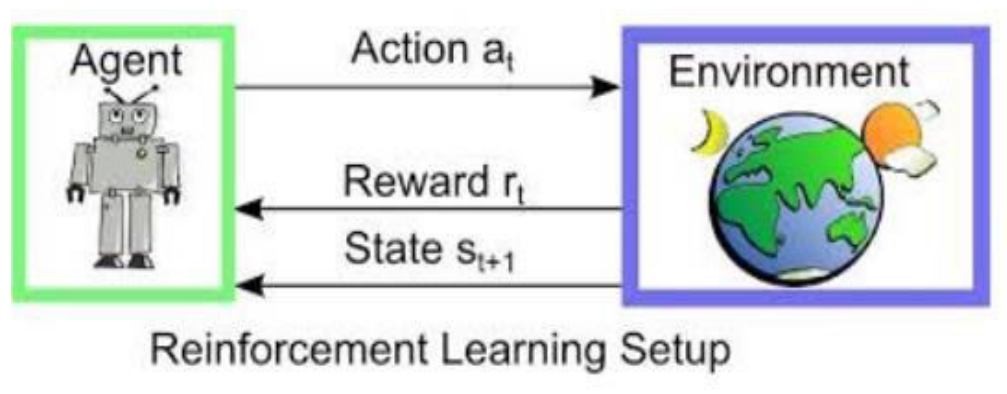 Agent
Action aₜ
Environment
Reward rₜ
State sₜ₊₁
Reinforcement Learning Setup